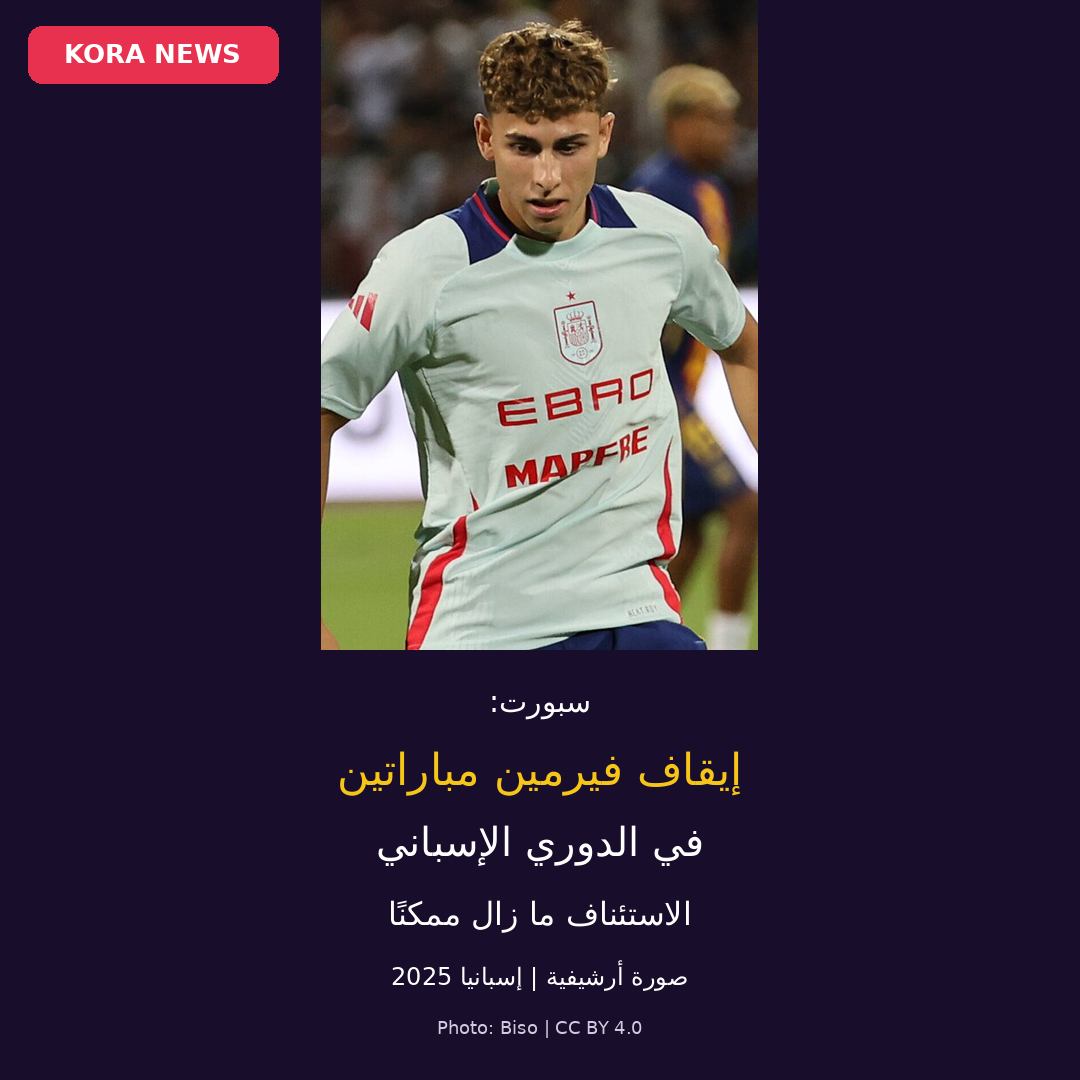 KORA NEWS
EBRO
MAPFRE
سبورت:
إيقاف فيرمين مباراتين
في الدوري الإسباني
الاستئناف ما زال ممكنًا
صورة أرشيفية | إسبانيا 2025
Photo: Biso | CC BY 4.0